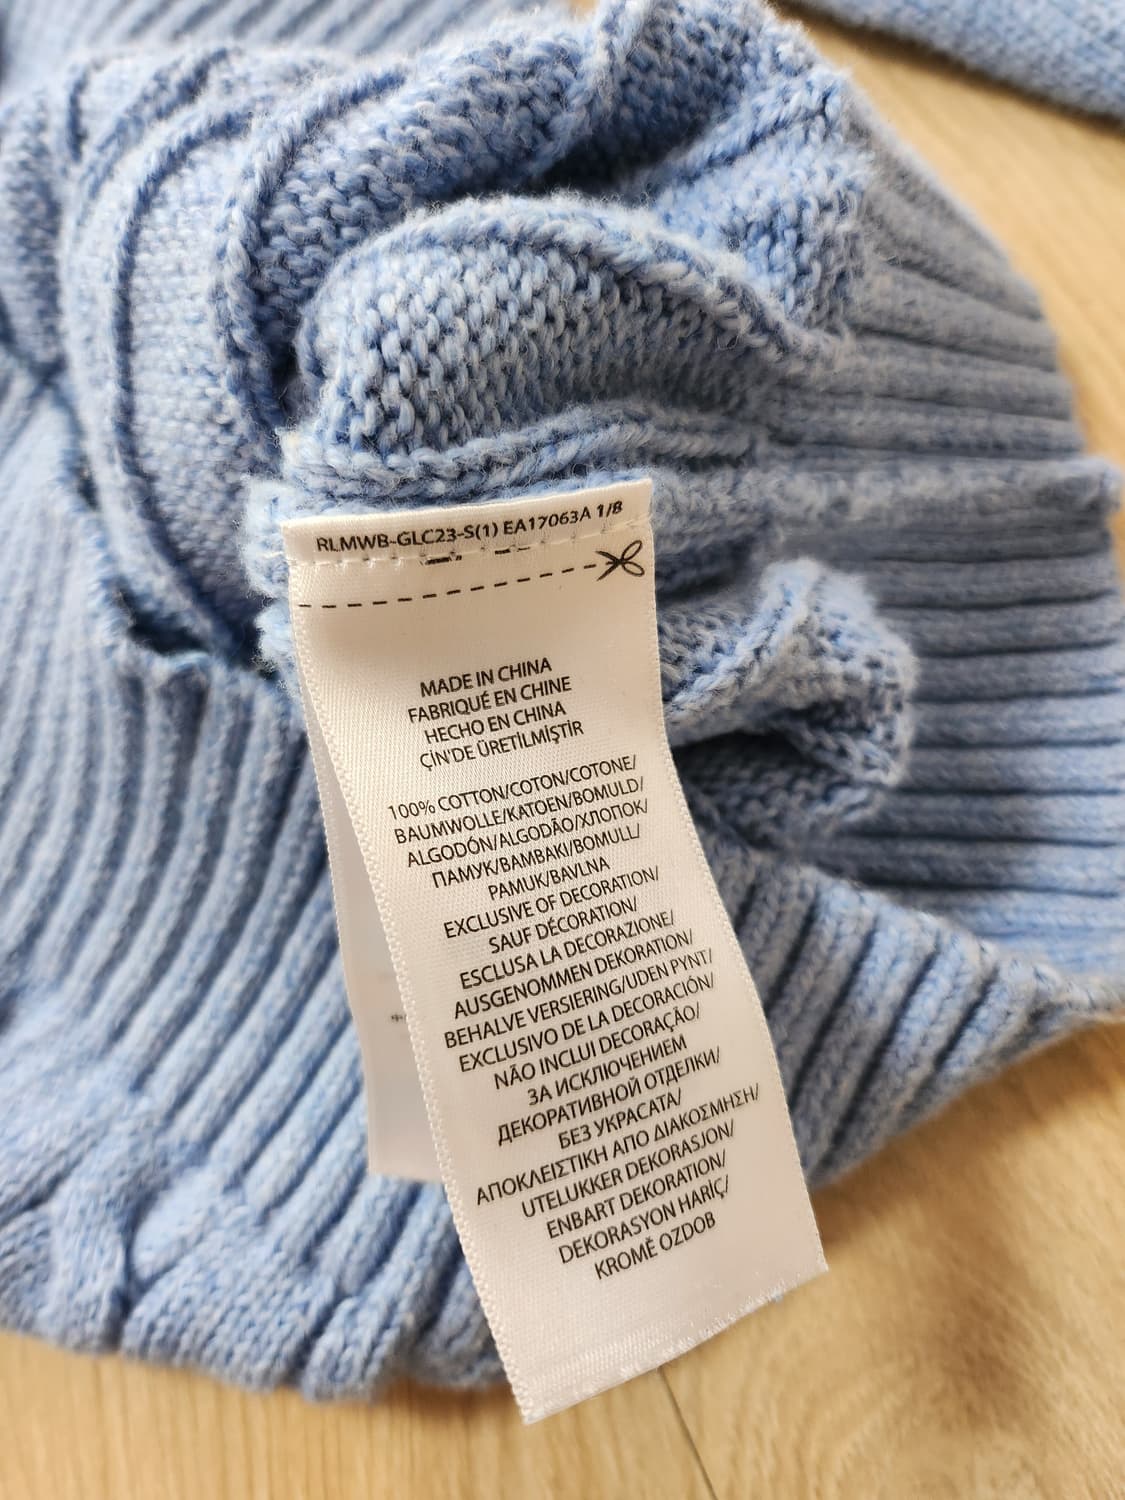 RLMWB-GLC23-S(1) EA17063A 1/8
MADE IN CHINA
FABRIQUÉ EN CHINE
HECHO EN CHINA
ÇİN'DE ÜRETİLMİŞTİR
100% COTTON/COTON/COTONE/
BAUMWOLLE/KATOEN/BOMULD/
ALGODÓN/ALGODÃO/ХЛОПОК/
ПАМУК/ΒΑΜΒΑΚΙ/BOMULL/
PAMUK/BAVLNA
EXCLUSIVE OF DECORATION/
SAUF DÉCORATION/
ESCLUSA LA DECORAZIONE/
AUSGENOMMEN DEKORATION/
BEHALVE VERSIERING/UDEN PYNT/
EXCLUSIVO DE LA DECORACIÓN/
NÃO INCLUI DECORAÇÃO/
ЗА ИСКЛЮЧЕНИЕМ
ДЕКОРАТИВНОЙ ОТДЕЛКИ/
БЕЗ УКРАСАТА/
ΑΠΟΚΛΕΙΣΤΙΚΗ ΑΠΟ ΔΙΑΚΟΣΜΗΣΗ/
UTELUKKER DEKORASJON/
ENBART DEKORATION/
DEKORASYON HARİÇ/
KROMĚ OZDOB